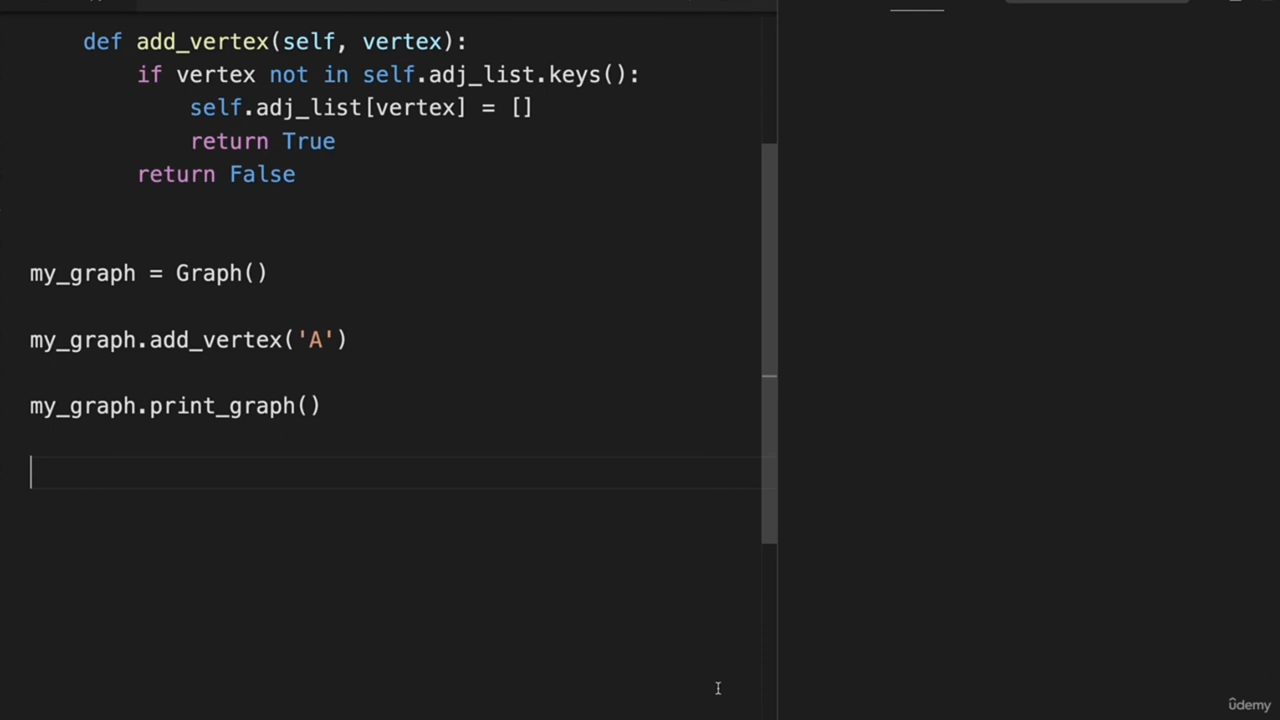 def add_vertex(self, vertex):
if vertex not in self.adj_list.keys():
self.adj_list[vertex] = []
return True
return False
my_graph = Graph()
my_graph.add_vertex('A')
my_graph.print_graph()
ûdemy